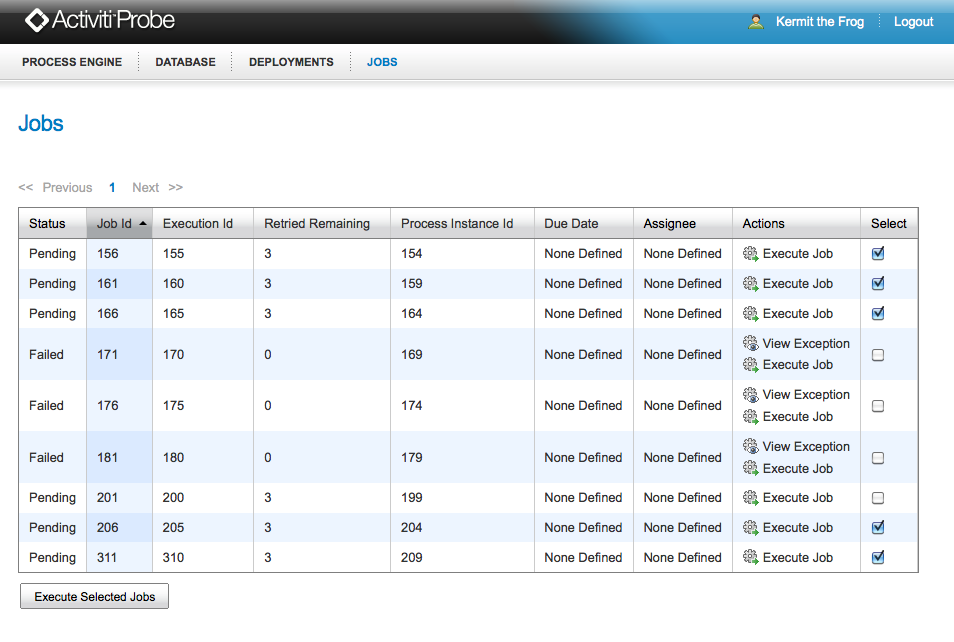 Activiti Probe
Kermit the Frog Logout
PROCESS ENGINE DATABASE DEPLOYMENTS JOBS
Jobs
<< Previous 1 Next >>
Status Job Id Execution Id Retried Remaining Process Instance Id Due Date Assignee Actions Select
Pending 156 155 3 154 None Defined None Defined Execute Job
Pending 161 160 3 159 None Defined None Defined Execute Job
Pending 166 165 3 164 None Defined None Defined Execute Job
Failed 171 170 0 169 None Defined None Defined View Exception
Execute Job
Failed 176 175 0 174 None Defined None Defined View Exception
Execute Job
Failed 181 180 0 179 None Defined None Defined View Exception
Execute Job
Pending 201 200 3 199 None Defined None Defined Execute Job
Pending 206 205 3 204 None Defined None Defined Execute Job
Pending 311 310 3 209 None Defined None Defined Execute Job
Execute Selected Jobs